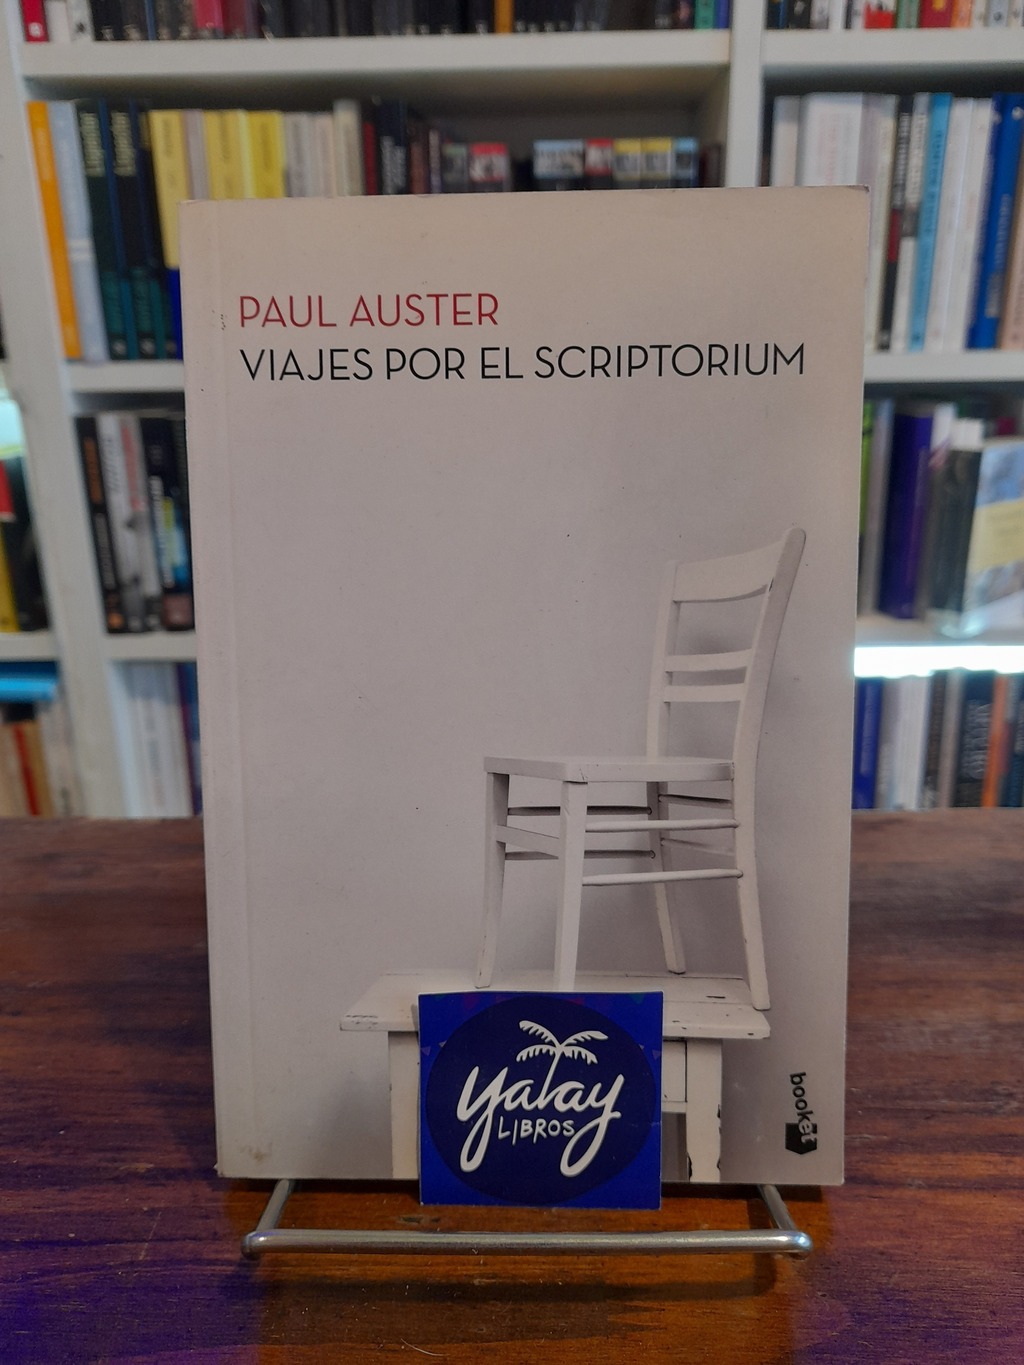 PAUL AUSTER
VIAJES POR EL SCRIPTORIUM
yatay
LIBROS
booket